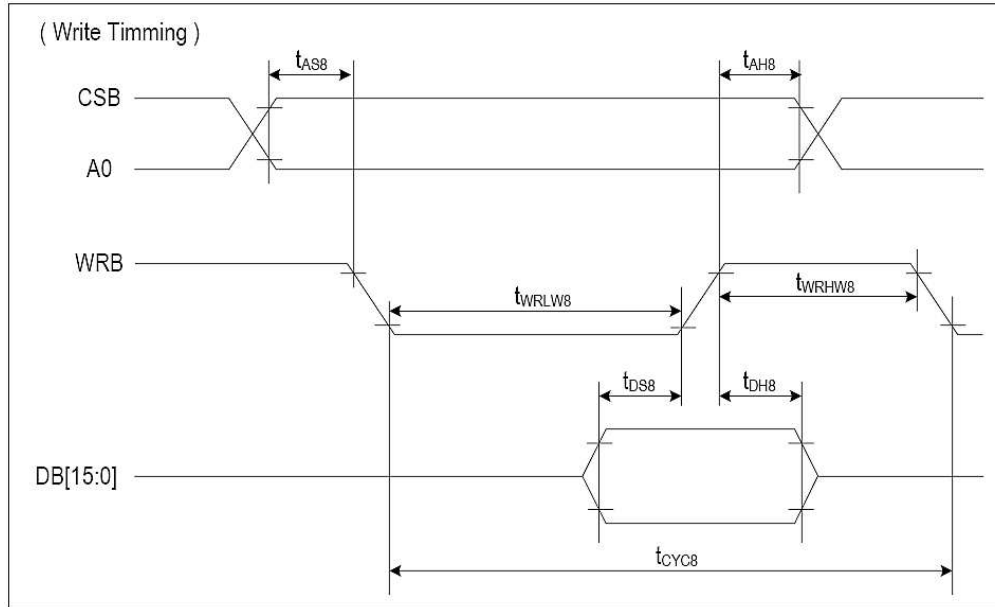 ( Write Timming )
tAS8
tAH8
CSB
A0
WRB
tWRLW8
tWRHW8
tDS8
tDH8
DB[15:0]
tCYC8